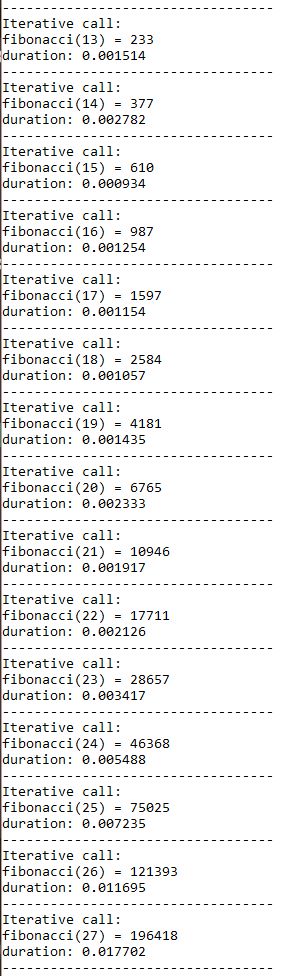 ----------------------------------
Iterative call:
fibonacci(13) = 233
duration: 0.001514
----------------------------------
Iterative call:
fibonacci(14) = 377
duration: 0.002782
----------------------------------
Iterative call:
fibonacci(15) = 610
duration: 0.000934
----------------------------------
Iterative call:
fibonacci(16) = 987
duration: 0.001254
----------------------------------
Iterative call:
fibonacci(17) = 1597
duration: 0.001154
----------------------------------
Iterative call:
fibonacci(18) = 2584
duration: 0.001057
----------------------------------
Iterative call:
fibonacci(19) = 4181
duration: 0.001435
----------------------------------
Iterative call:
fibonacci(20) = 6765
duration: 0.002333
----------------------------------
Iterative call:
fibonacci(21) = 10946
duration: 0.001917
----------------------------------
Iterative call:
fibonacci(22) = 17711
duration: 0.002126
----------------------------------
Iterative call:
fibonacci(23) = 28657
duration: 0.003417
----------------------------------
Iterative call:
fibonacci(24) = 46368
duration: 0.005488
----------------------------------
Iterative call:
fibonacci(25) = 75025
duration: 0.007235
----------------------------------
Iterative call:
fibonacci(26) = 121393
duration: 0.011695
----------------------------------
Iterative call:
fibonacci(27) = 196418
duration: 0.017702
----------------------------------